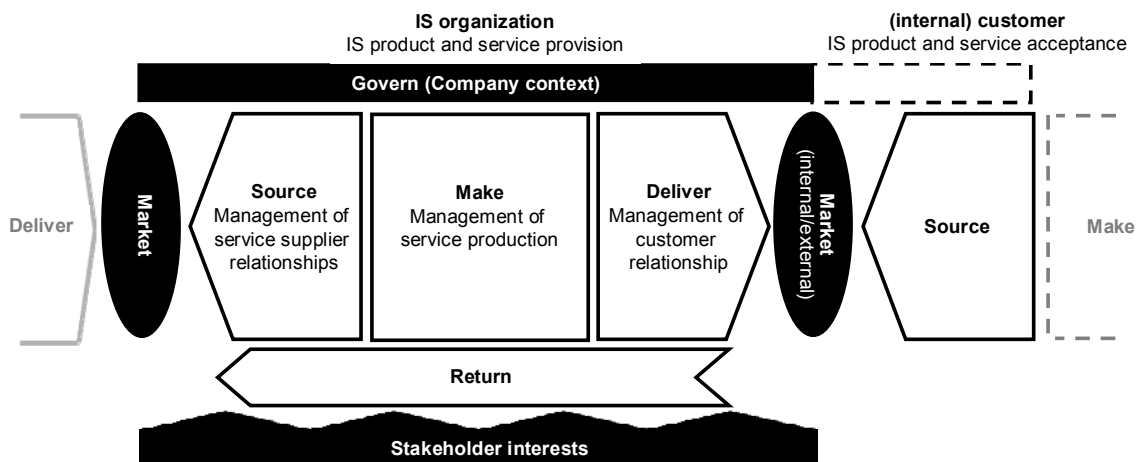 IS organization
IS product and service provision
(internal) customer
IS product and service acceptance
Govern (Company context)
Deliver
Market
Source
Management of
service supplier
relationships
Make
Management of
service production
Deliver
Management of
customer
relationship
Market
(internal/external)
Source
Make
Return
Stakeholder interests